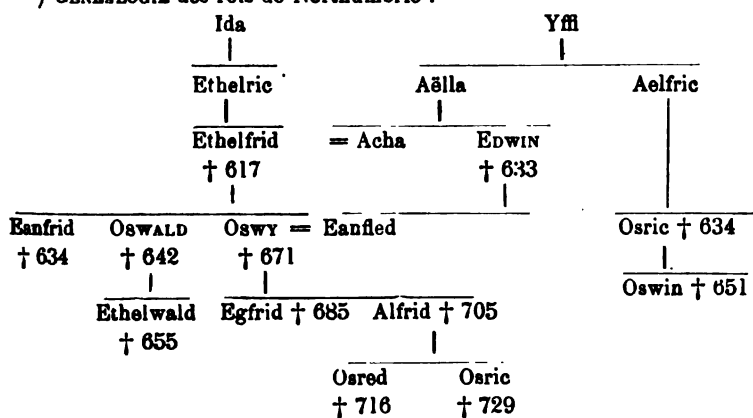 ) GÉNÉALOGIE des rois de Northumbrie :
Ida Yffi
Ethelric Aëlla Aelfric
Ethelfrid = Acha EDWIN
† 617 † 633
Eanfrid OSWALD OSWY = Eanfled Osric † 634
† 634 † 642 † 671
Oswin † 651
Ethelwald Egfrid † 685 Alfrid † 705
† 655
Osred Osric
† 716 † 729